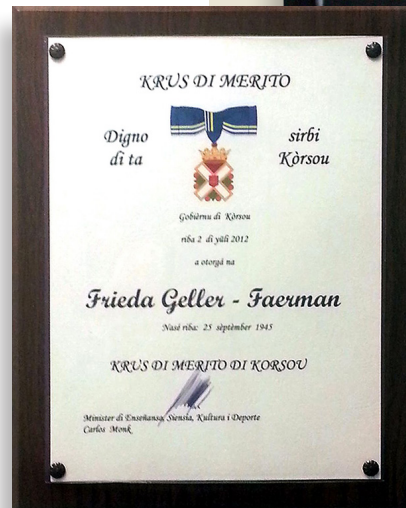 KRUS DI MERITO
Digno sirbi
di ta Kòrsou
Gobièrnu di Kòrsou
riba 2 di yüli 2012
a otorgá na
Frieda Geller - Faerman
Nasé riba: 25 sèptèmber 1945
KRUS DI MERITO DI KORSOU
Minister di Enseñansa, Siensia, Kultura i Deporte
Carlos Monk